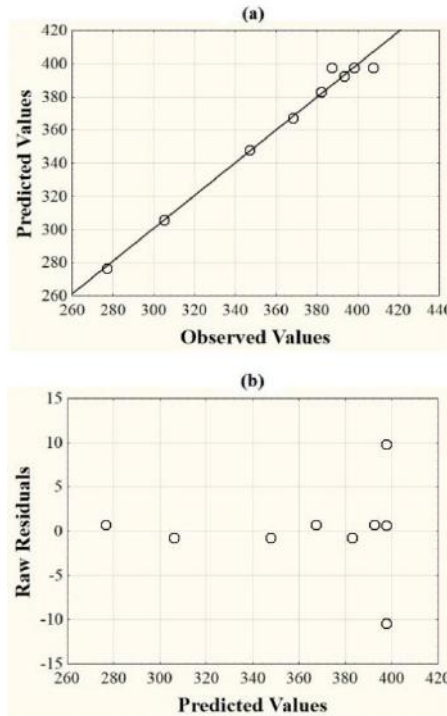 (a)
420
400
380
360
340
320
300
280
260
Predicted Values
260 280 300 320 340 360 380 400 420 44
Observed Values
(b)
15
10
5
0
-5
-10
-15
Raw Residuals
260 280 300 320 340 360 380 400 420
Predicted Values